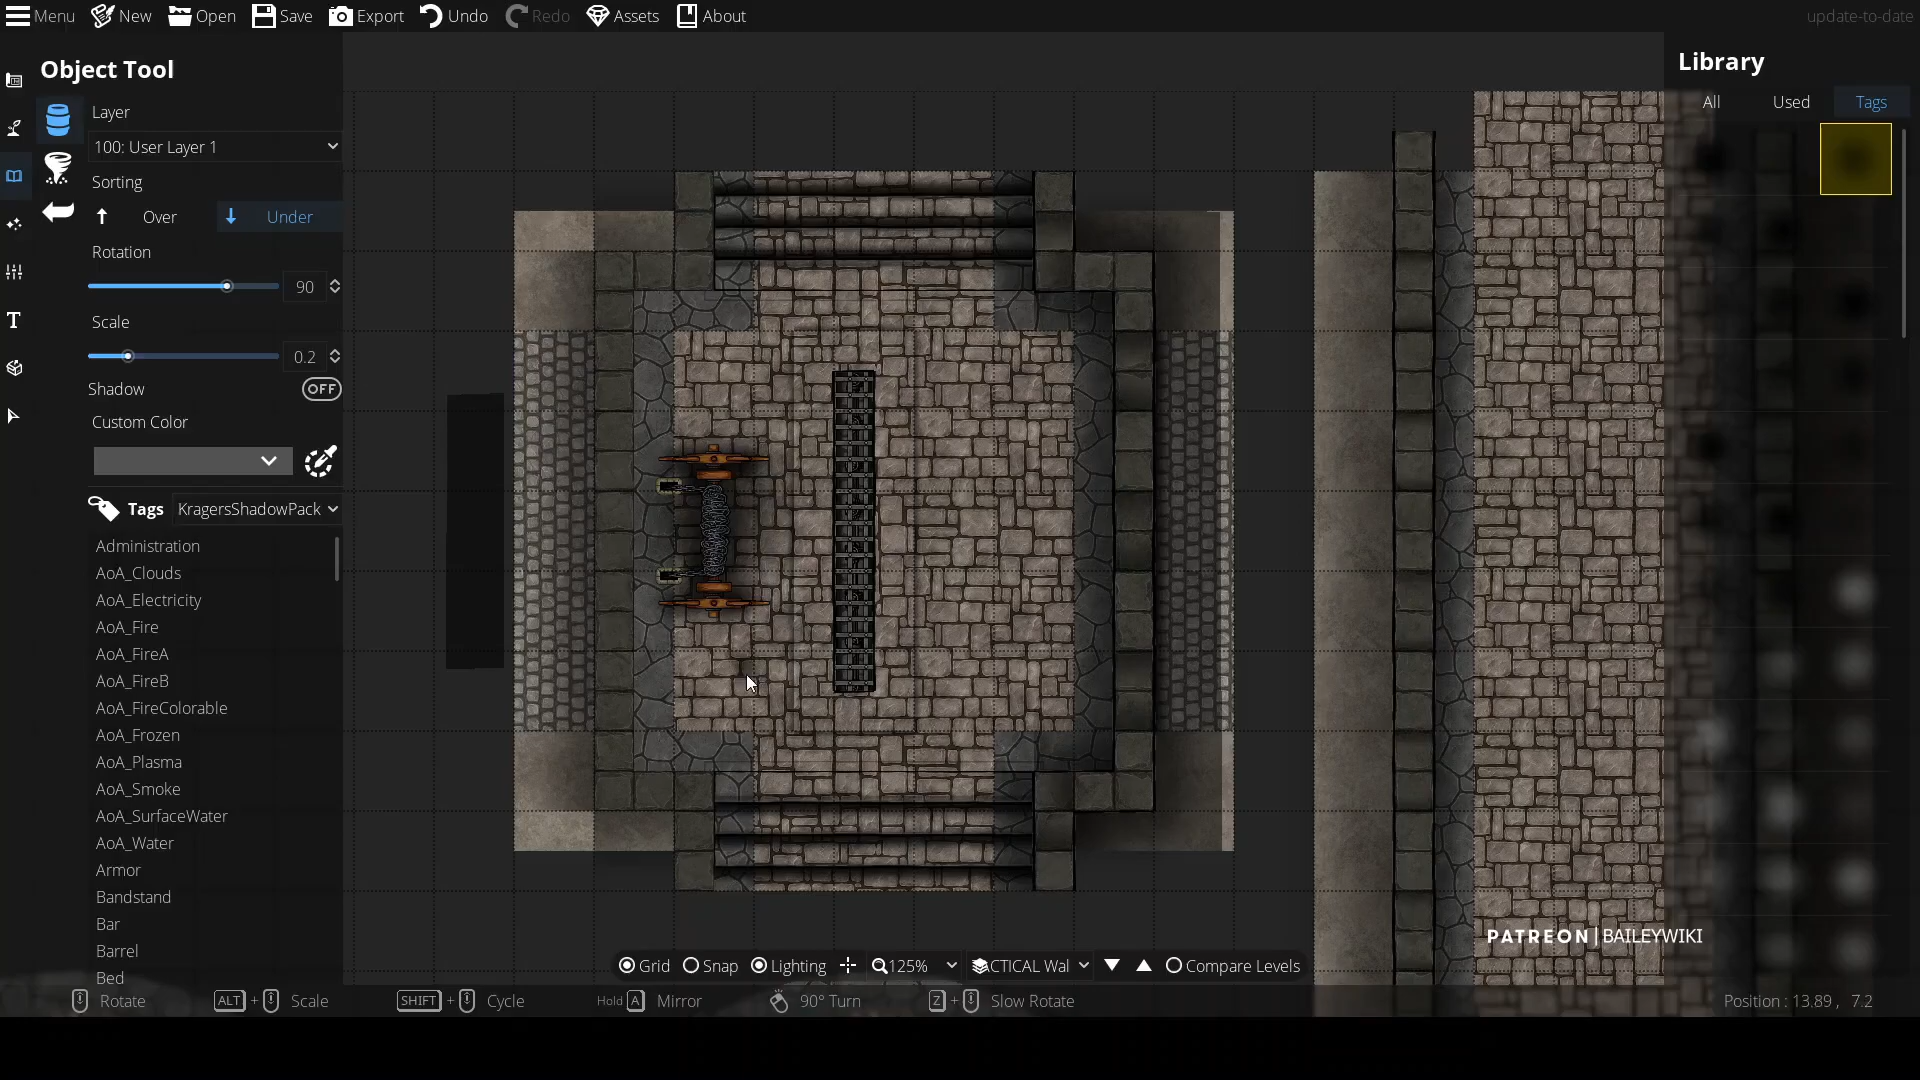 Menu New Open Save Export Undo Redo Assets About update-to-date
Object Tool
Layer
100: User Layer 1
Sorting
Over Under
Rotation
90
Scale
0.2
Shadow OFF
Custom Color
Tags KragersShadowPack
Administration
AoA_Clouds
AoA_Electricity
AoA_Fire
AoA_FireA
AoA_FireB
AoA_FireColorable
AoA_Frozen
AoA_Plasma
AoA_Smoke
AoA_SurfaceWater
AoA_Water
Armor
Bandstand
Bar
Barrel
Bed
Library
All Used Tags
PATREON | BAILEYWIKI
Grid Snap Lighting 125% ACTICAL Wal Compare Levels
Rotate ALT + Scale SHIFT + Cycle Hold A Mirror 90° Turn Z + Slow Rotate Position : 13.89 , 7.2